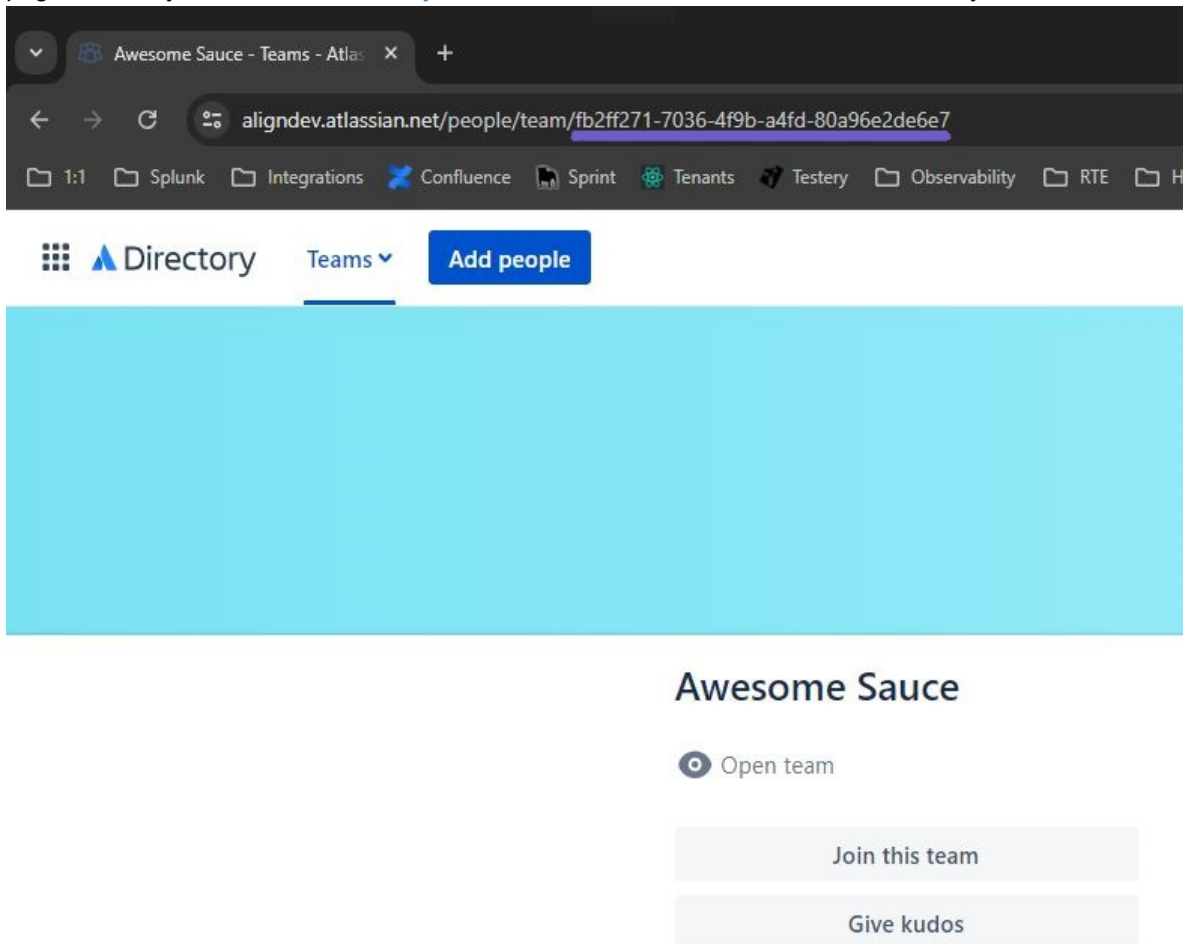 Awesome Sauce - Teams - Atlas
aligndev.atlassian.net/people/team/fb2ff271-7036-4f9b-a4fd-80a96e2de6e7
1:1 Splunk Integrations Confluence Sprint Tenants Testery Observability RTE H
Directory Teams Add people
Awesome Sauce
Open team
Join this team
Give kudos